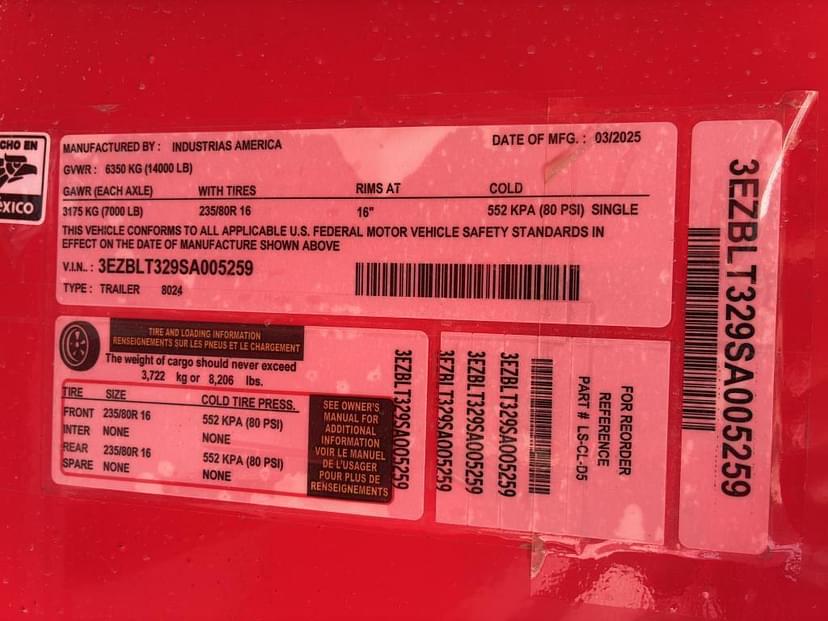 CHO EN
EXICO
MANUFACTURED BY : INDUSTRIAS AMERICA DATE OF MFG. : 03/2025
GVWR : 6350 KG (14000 LB)
GAWR (EACH AXLE) WITH TIRES RIMS AT COLD
3175 KG (7000 LB) 235/80R 16 16" 552 KPA (80 PSI) SINGLE
THIS VEHICLE CONFORMS TO ALL APPLICABLE U.S. FEDERAL MOTOR VEHICLE SAFETY STANDARDS IN
EFFECT ON THE DATE OF MANUFACTURE SHOWN ABOVE
V.I.N.. : 3EZBLT329SA005259
TYPE : TRAILER 8024
TIRE AND LOADING INFORMATION
RENSEIGNEMENTS SUR LES PNEUS ET LE CHARGEMENT
The weight of cargo should never exceed
3,722 kg or 8,206 lbs.
TIRE SIZE COLD TIRE PRESS.
FRONT 235/80R 16 552 KPA (80 PSI)
INTER NONE NONE
REAR 235/80R 16 552 KPA (80 PSI)
SPARE NONE NONE
SEE OWNER'S
MANUAL FOR
ADDITIONAL
INFORMATION
VOIR LE MANUEL
DE L'USAGER
POUR PLUS DE
RENSEIGNEMENTS
3EZBLT329SA005259
3EZBLT329SA005259
3EZBLT329SA005259
3EZBLT329SA005259
FOR REORDER
REFERENCE
PART # LS-CL-D5
3EZBLT329SA005259